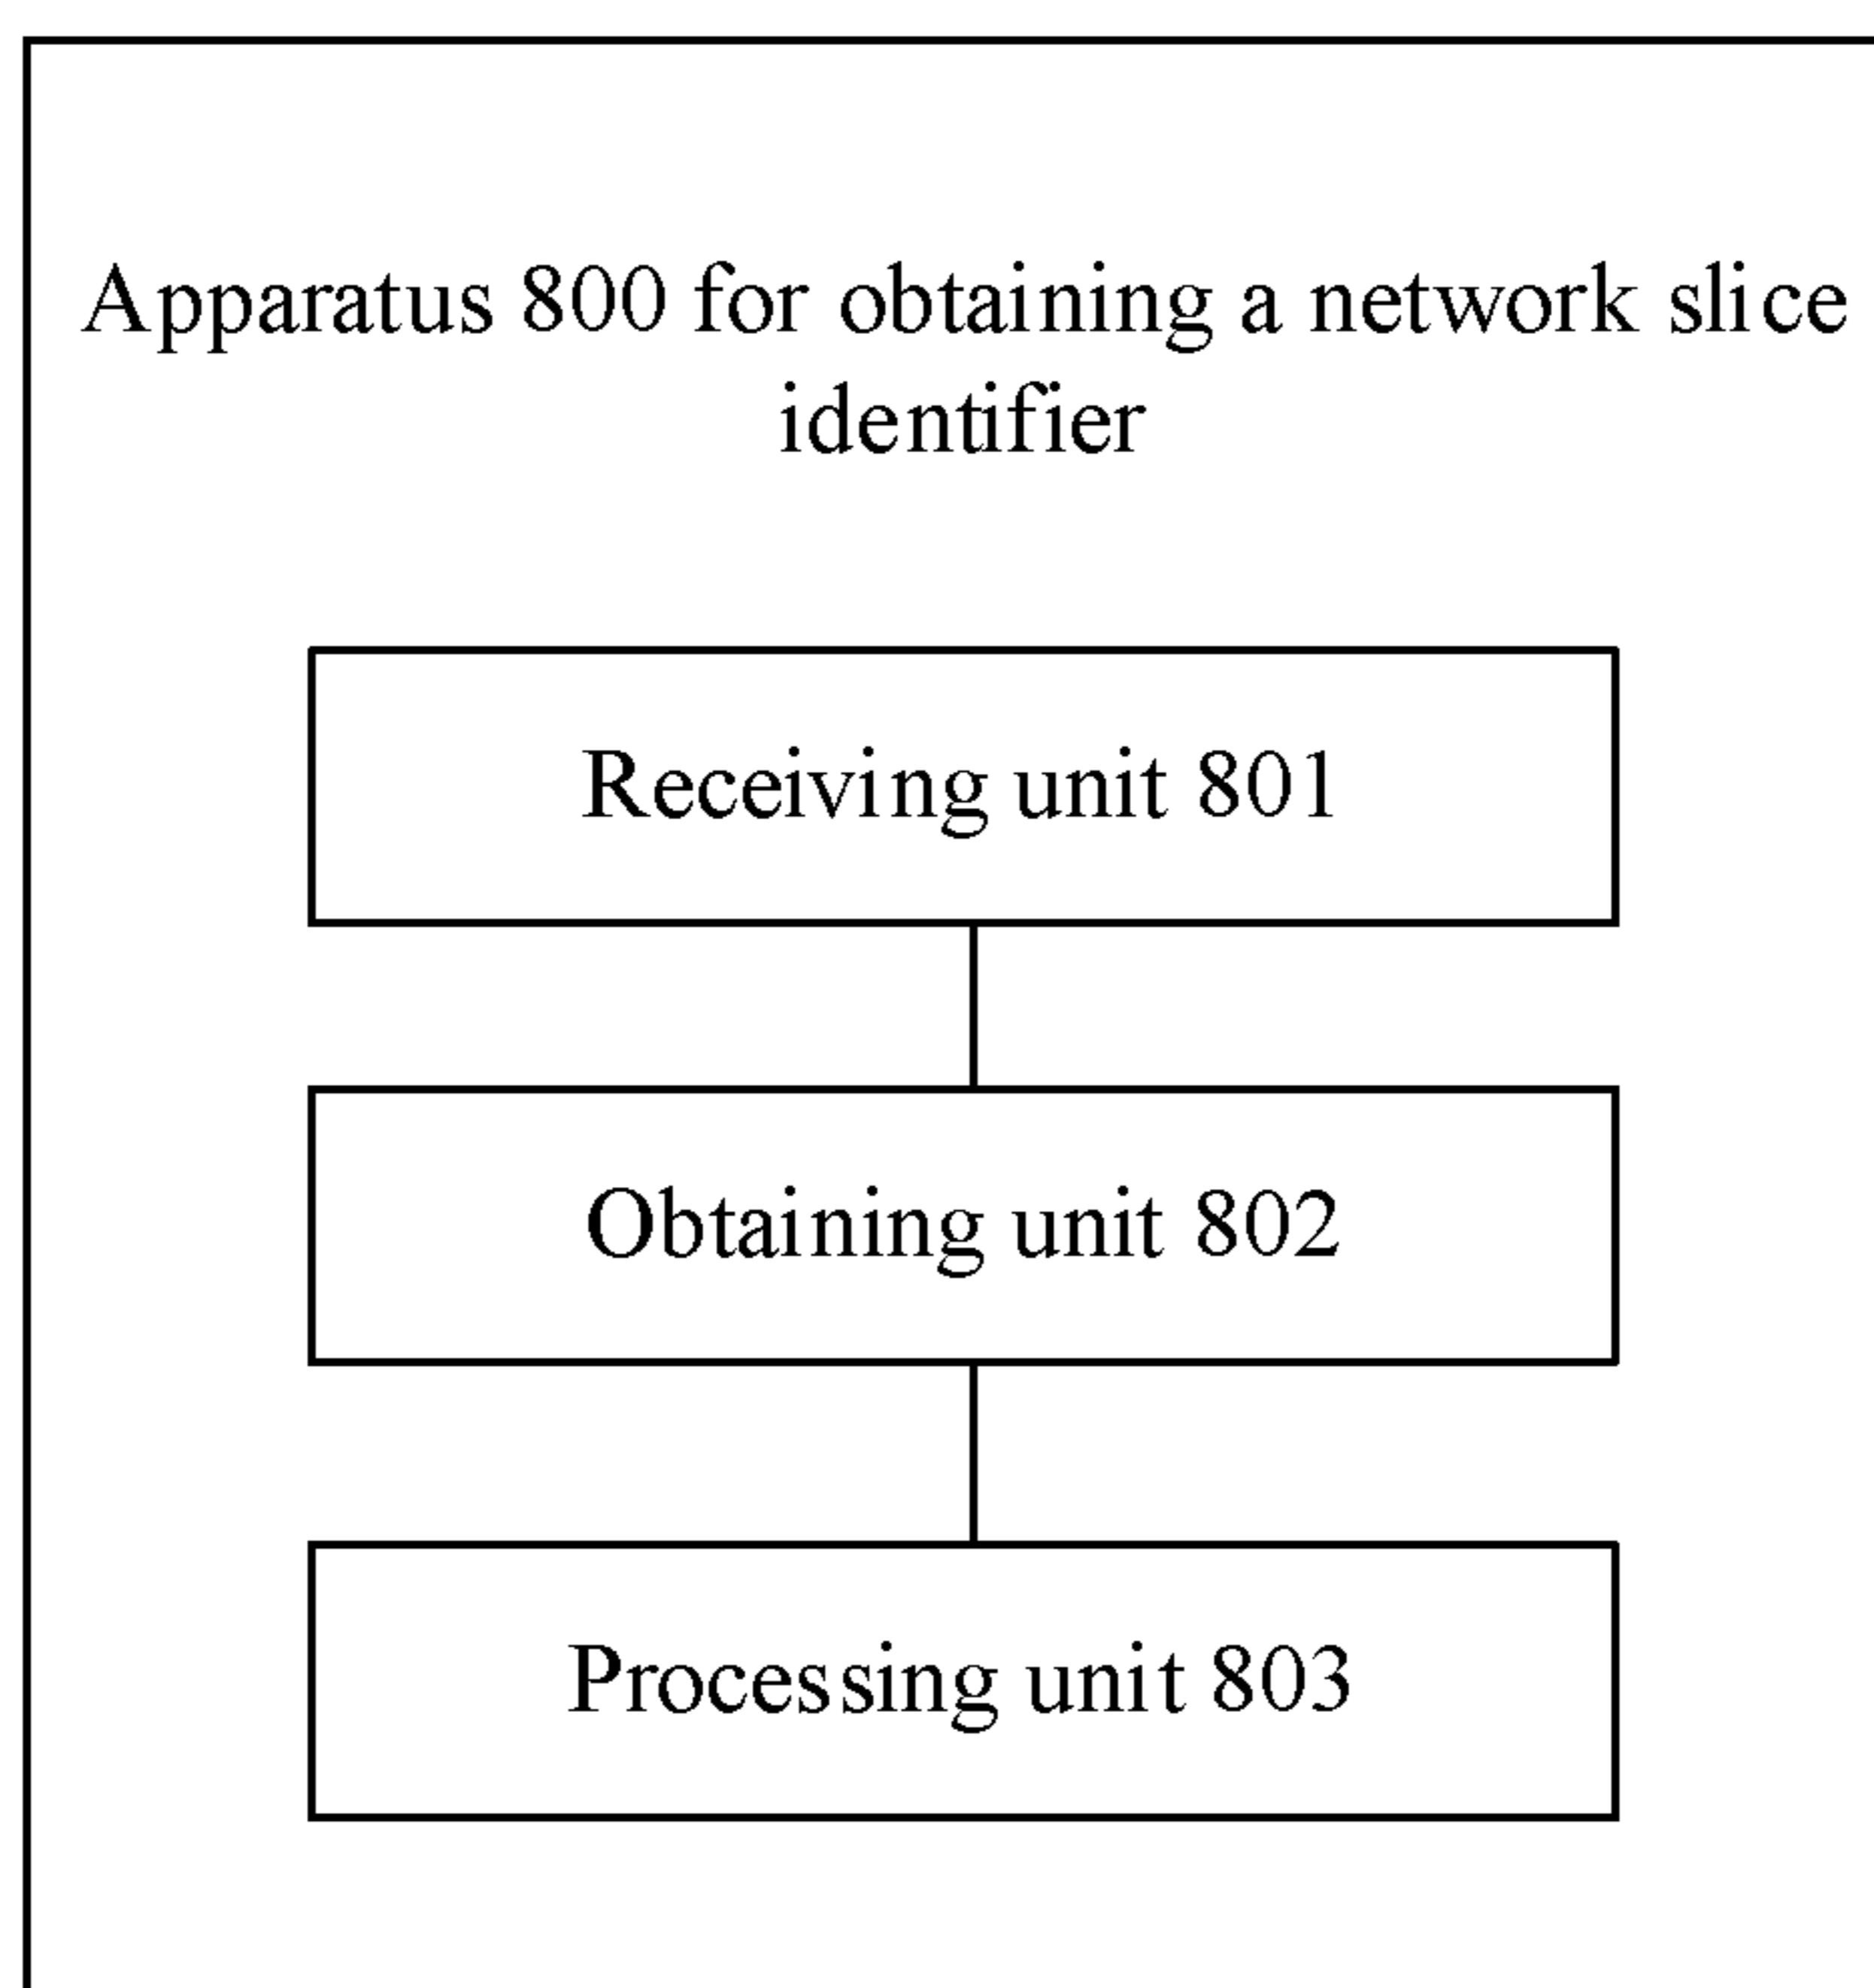 Apparatus 800 for obtaining a network slice
identifier
Receiving unit 801
Obtaining unit 802
Processing unit 803